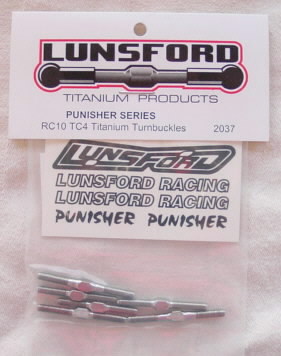 LUNSFORD
TITANIUM PRODUCTS
PUNISHER SERIES
RC10 TC4 Titanium Turnbuckles 2037
LUNSFORD
LUNSFORD RACING
LUNSFORD RACING
PUNISHER PUNISHER